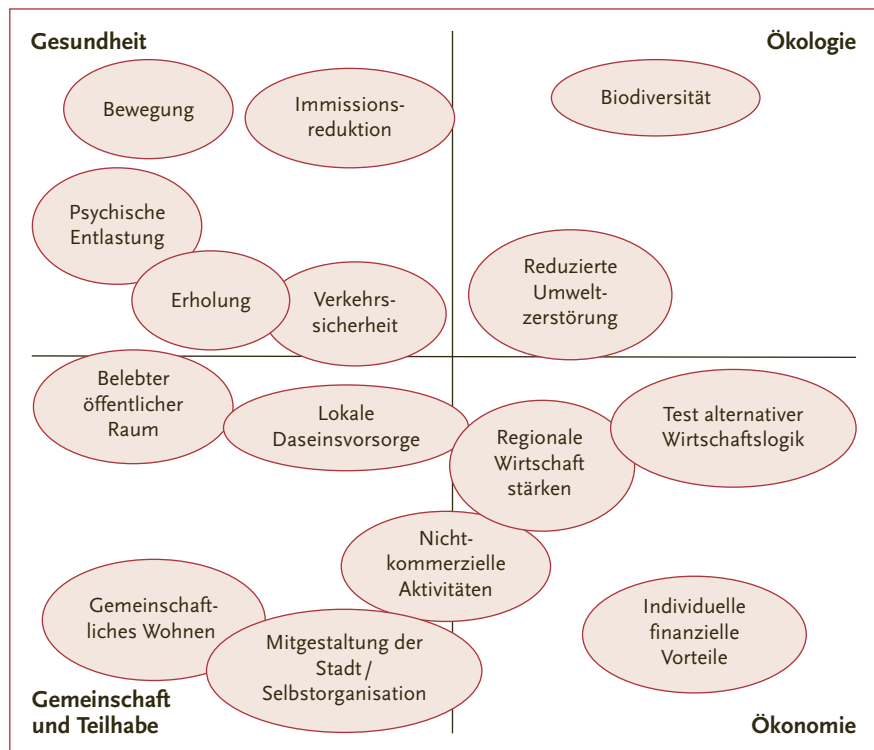 Gesundheit
Ökologie
Bewegung
Immissions-
reduktion
Biodiversität
Psychische
Entlastung
Erholung
Verkehrs-
sicherheit
Reduzierte
Umwelt-
zerstörung
Belebter
öffentlicher
Raum
Lokale
Daseinsvorsorge
Regionale
Wirtschaft
stärken
Test alternativer
Wirtschaftslogik
Nicht-
kommerzielle
Aktivitäten
Gemeinschaft-
liches Wohnen
Mitgestaltung der
Stadt /
Selbstorganisation
Individuelle
finanzielle
Vorteile
Gemeinschaft
und Teilhabe
Ökonomie